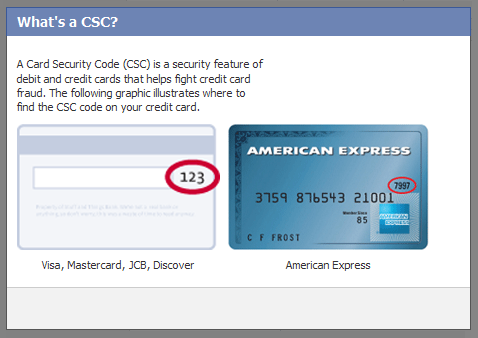 What's a CSC?
A Card Security Code (CSC) is a security feature of
debit and credit cards that helps fight credit card
fraud. The following graphic illustrates where to
find the CSC code on your credit card.
123
AMERICAN EXPRESS
7997
3759 876543 21001
Member Since
85
AMERICAN
EXPRESS
C F FROST
Visa, Mastercard, JCB, Discover
American Express